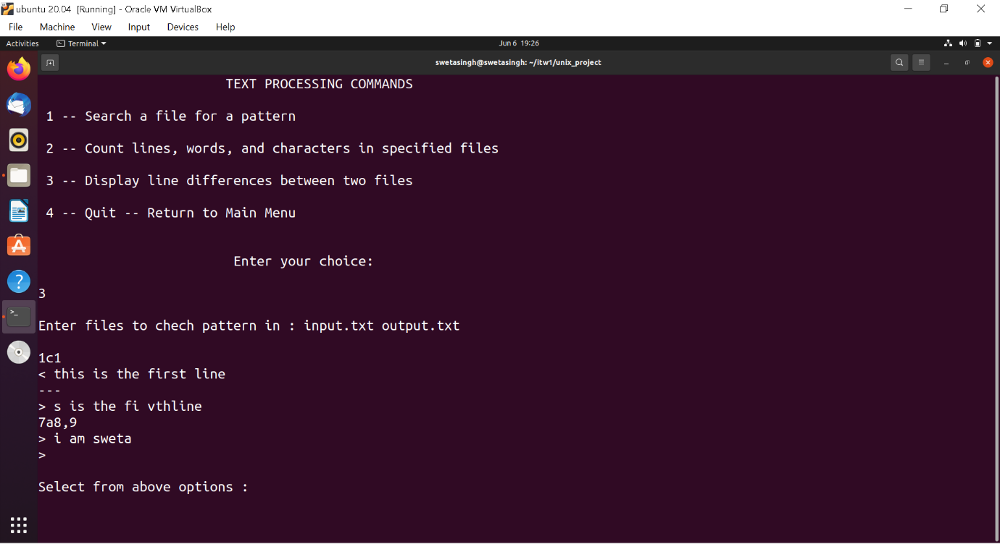 ubuntu 20.04 [Running] - Oracle VM VirtualBox
File Machine View Input Devices Help
Activities Terminal Jun 6 19:26
swetasingh@swetasingh: ~/itw1/unix_project
TEXT PROCESSING COMMANDS
1 -- Search a file for a pattern
2 -- Count lines, words, and characters in specified files
3 -- Display line differences between two files
4 -- Quit -- Return to Main Menu
Enter your choice:
3
Enter files to chech pattern in : input.txt output.txt
1c1
< this is the first line
---
> s is the fi vthline
7a8,9
> i am sweta
>
Select from above options :